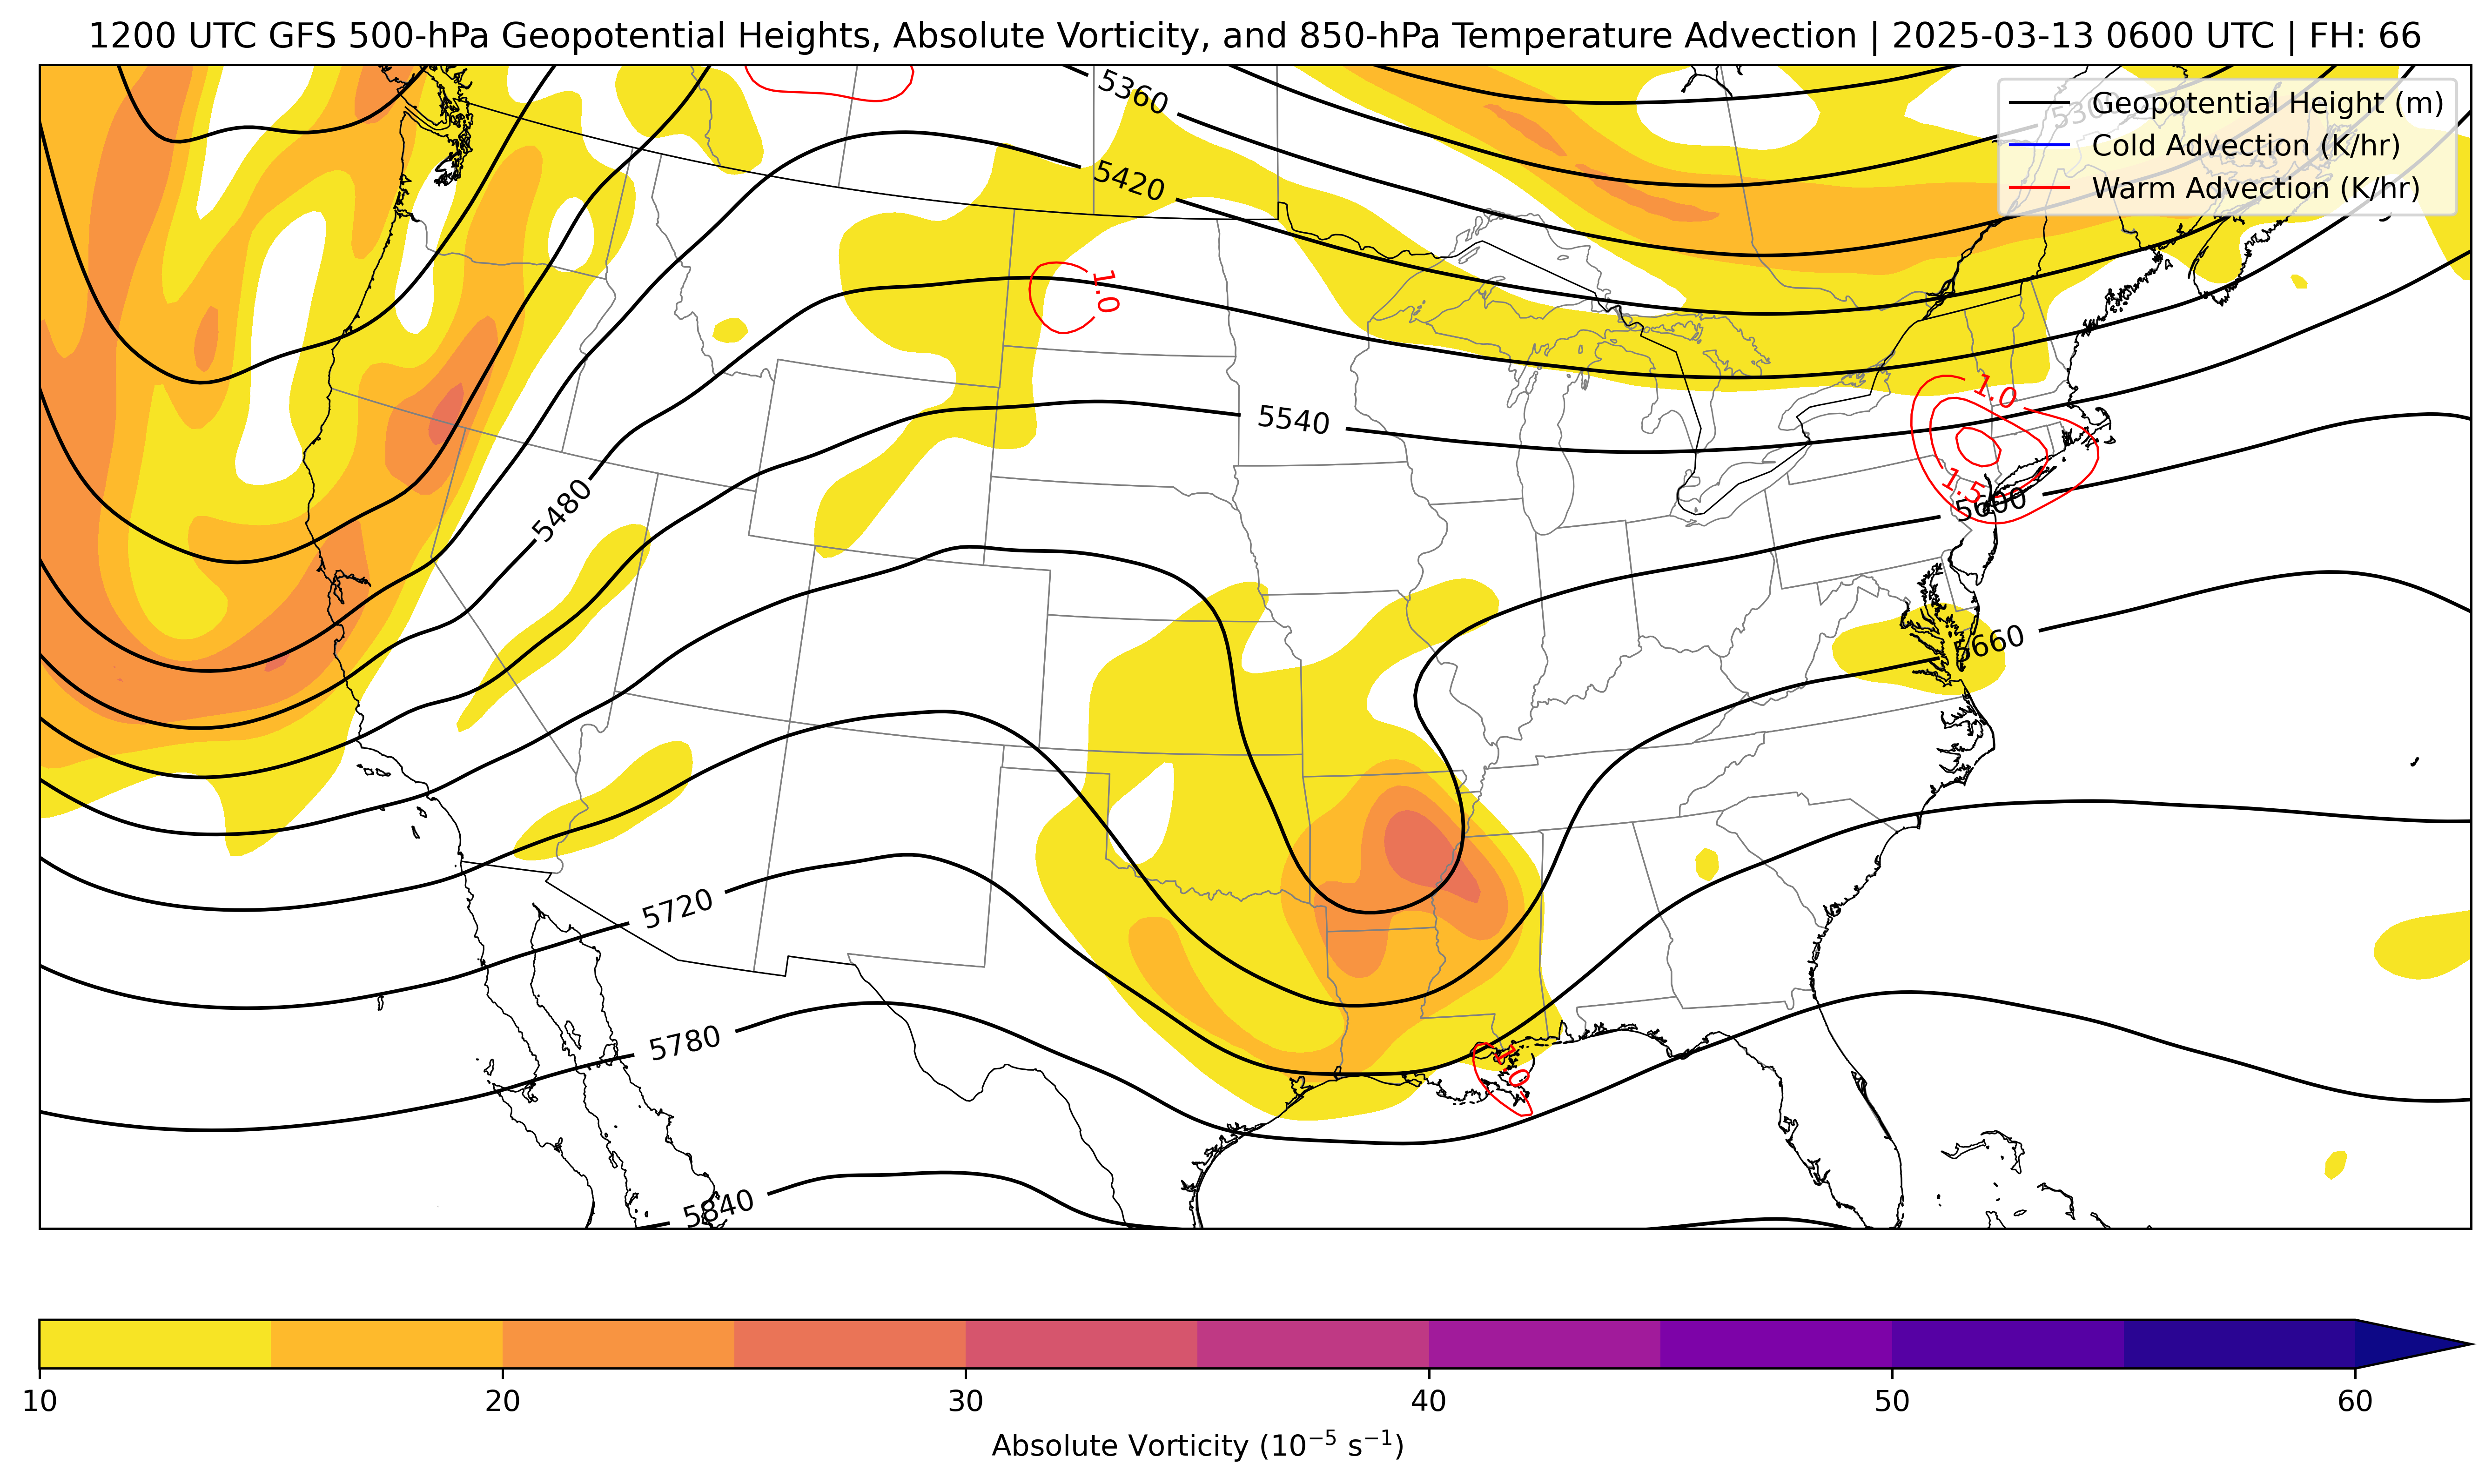 1200 UTC GFS 500-hPa Geopotential Heights, Absolute Vorticity, and 850-hPa Temperature Advection | 2025-03-13 0600 UTC | FH: 66
Geopotential Height (m)
Cold Advection (K/hr)
Warm Advection (K/hr)
5360
5300
5420
1.0
1.0
5540
5480
1.5
5600
5660
5720
5780
1.0
5840
10 20 30 40 50 60
Absolute Vorticity (10⁻⁵ s⁻¹)